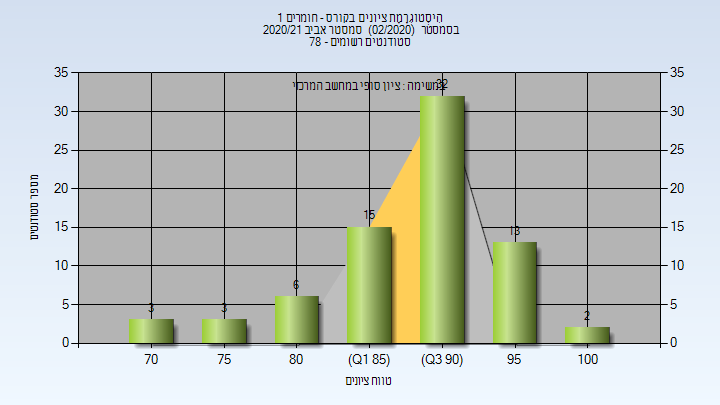 היסטוגרמת ציונים בקורס - חומרים 1
בסמסטר (02/2020) סמסטר אביב 2020/21
סטודנטים רשומים - 78
משימה : ציון סופי במחשב המרכזי
35 35
30 30
25 25
20 20
15 15
10 10
5 5
0 0
מספר סטודנטים
3 3 6 15 32 13 2
70 75 80 (Q1 85) (Q3 90) 95 100
טווח ציונים